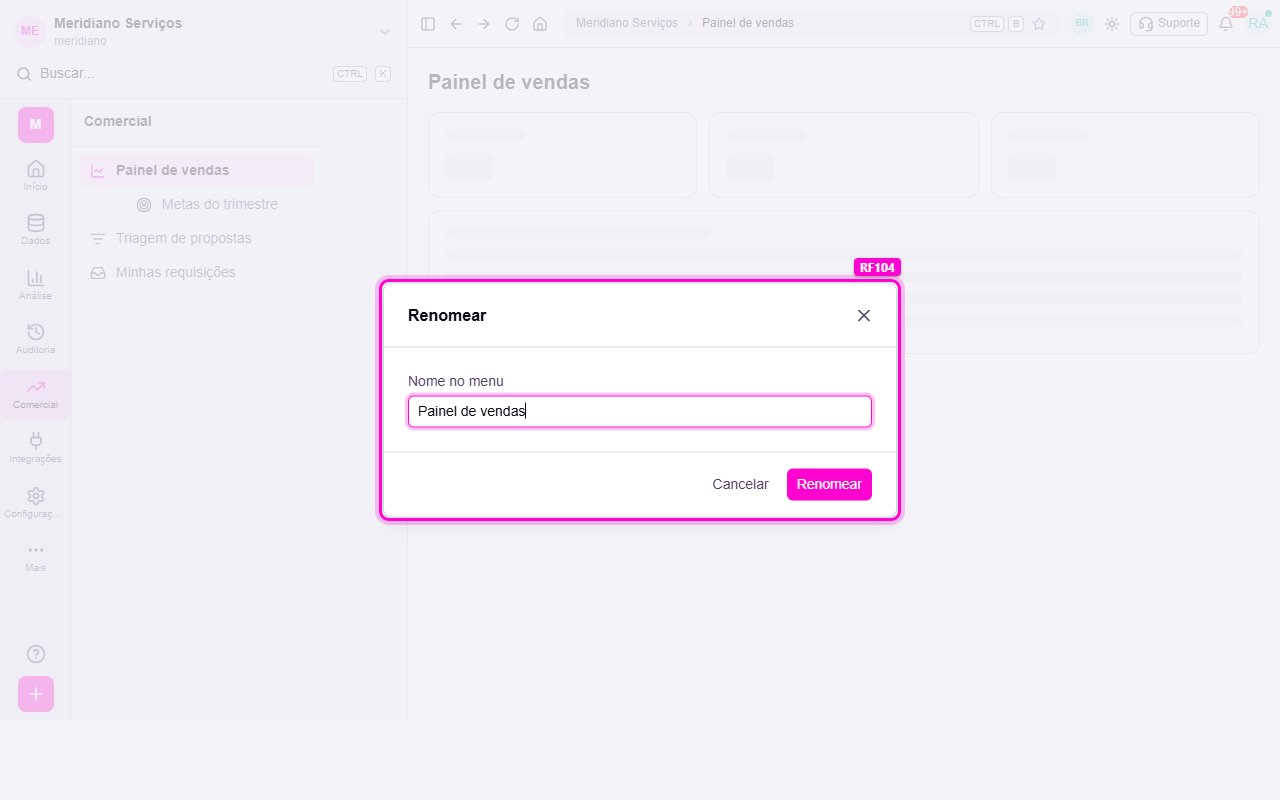 ME
Meridiano Serviços
meridiano
Buscar...
CTRL K
M
Início
Dados
Análise
Auditoria
Comercial
Integrações
Configuraç...
Mais
Comercial
Painel de vendas
Metas do trimestre
Triagem de propostas
Minhas requisições
Meridiano Serviços
Painel de vendas
CTRL B
BR
Suporte
99+
RA
Painel de vendas
RF104
Renomear
Nome no menu
Painel de vendas
Cancelar
Renomear